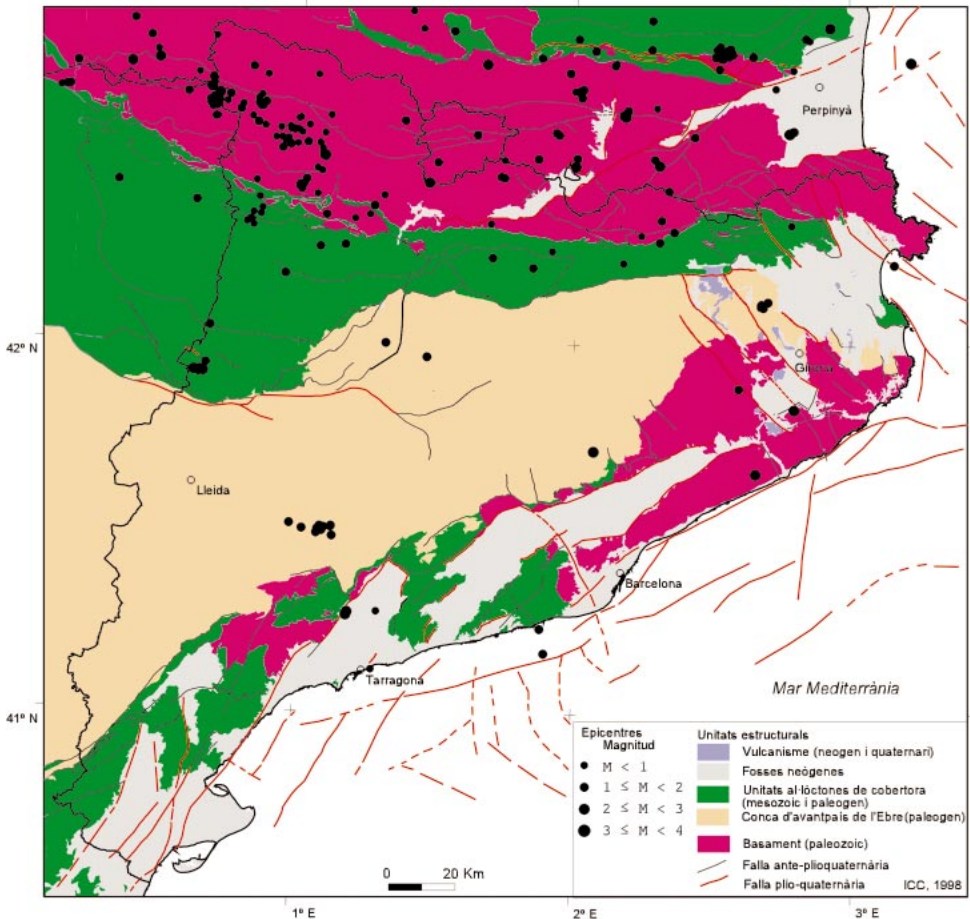 Perpinyà
42 N
Girona
Lleida
Barcelona
Tarragona
Mar Mediterrània
41° N
Epicentres
Magnitud
M < 1
1 ≤ M < 2
2 ≤ M < 3
3 ≤ M < 4
Unitats estructurals
Vulcanisme (neogen i quaternari)
Fosses neògenes
Unitats al·lòctones de cobertora
(mesozoic i paleogen)
Conca d'avantpaís de l'Ebre(paleogen)
Basament (paleozoic)
Falla ante-plioquaternària
Falla plio-quaternària
ICC, 1998
0 20 Km
1° E
2° E
3° E